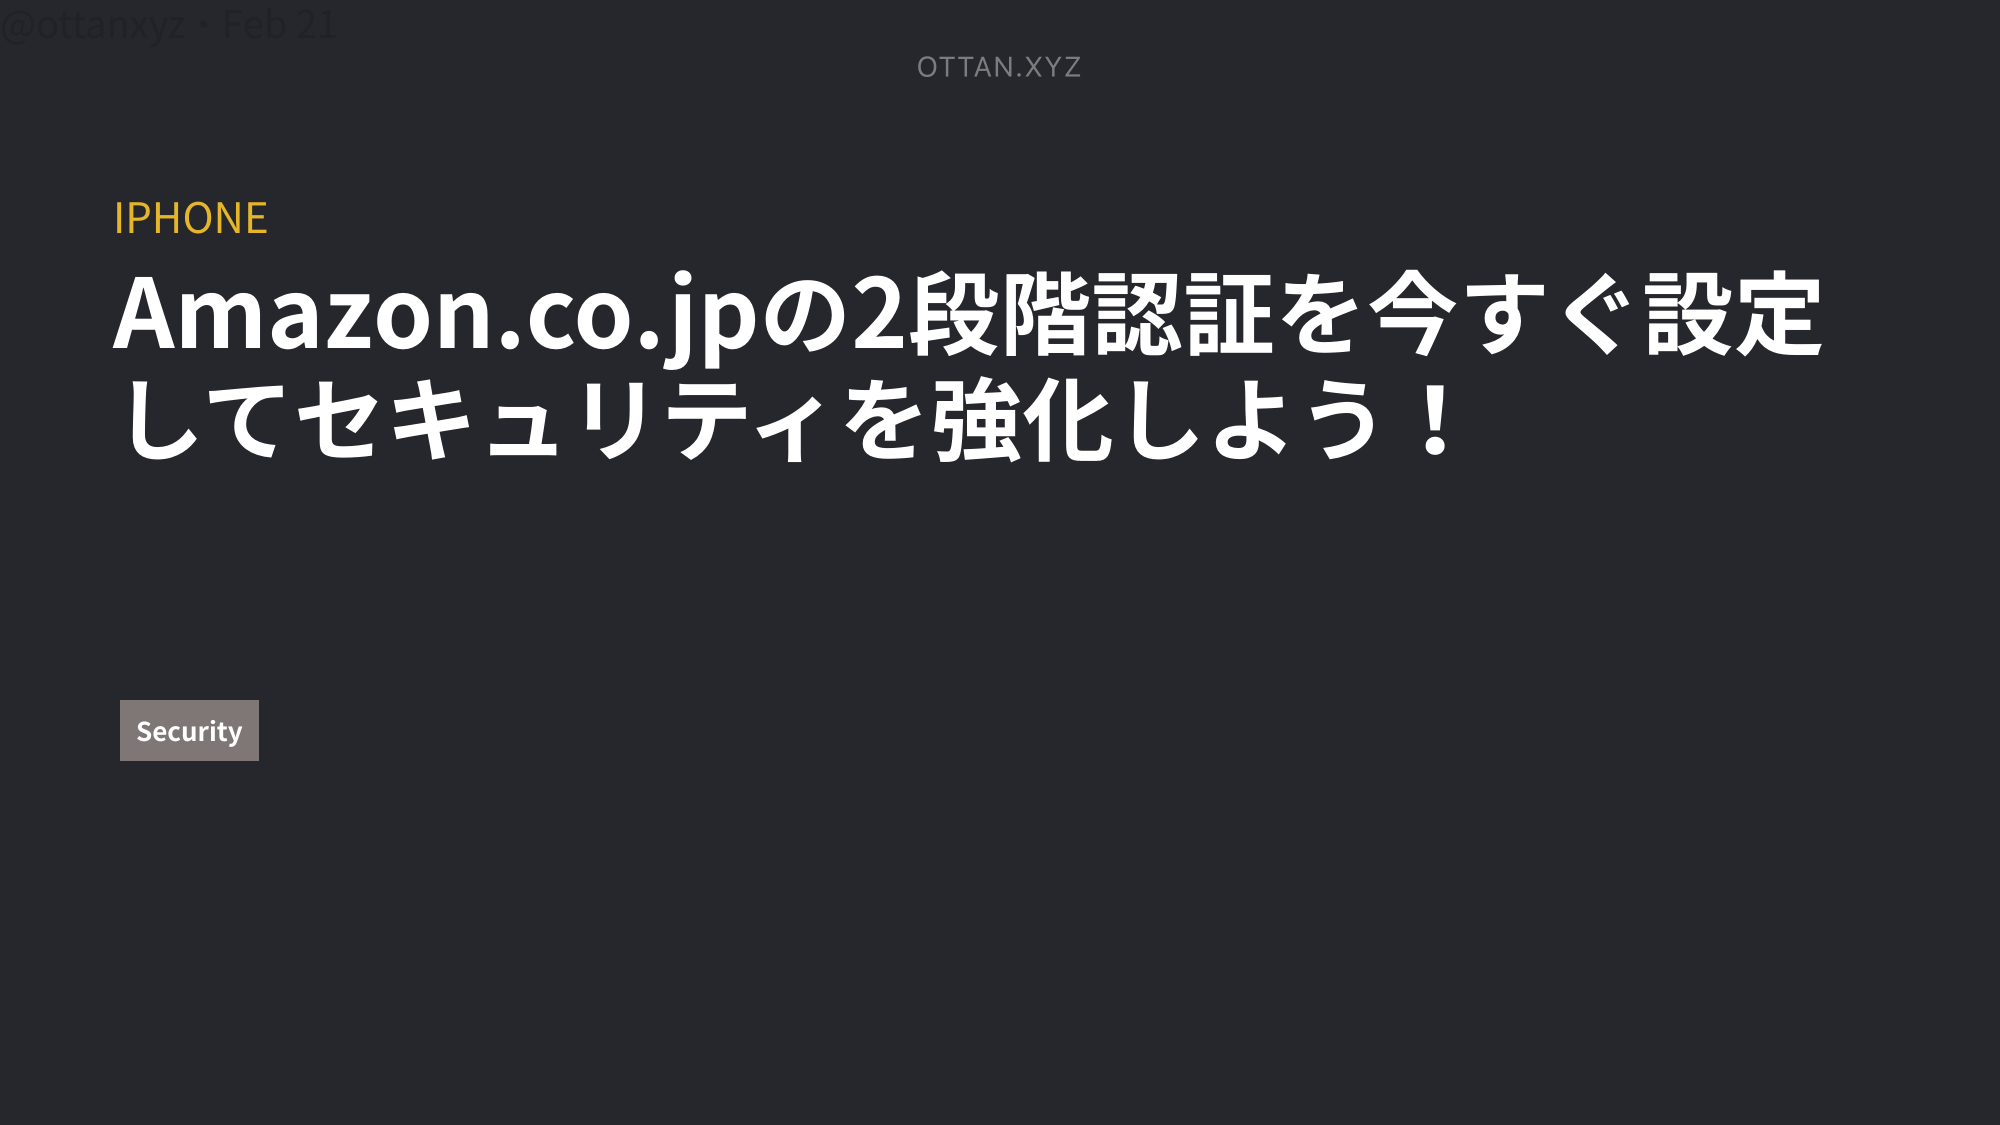 @ottanxyz・Feb 21
OTTAN.XYZ
IPHONE
Amazon.co.jpの2段階認証を今すぐ設定
してセキュリティを強化しよう！
Security